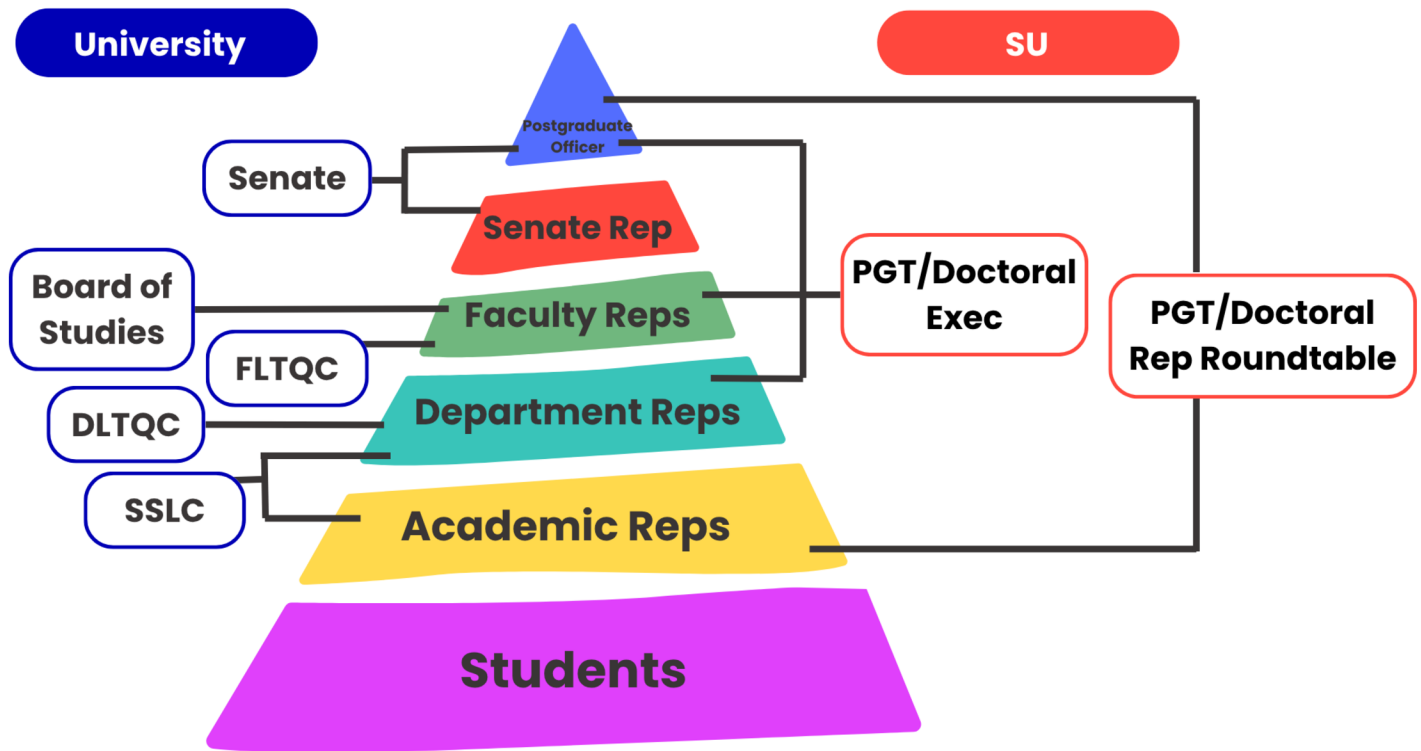 University
SU
Postgraduate
Officer
Senate
Senate Rep
Board of
Studies
Faculty Reps
PGT/Doctoral
Exec
PGT/Doctoral
Rep Roundtable
FLTQC
Department Reps
DLTQC
SSLC
Academic Reps
Students